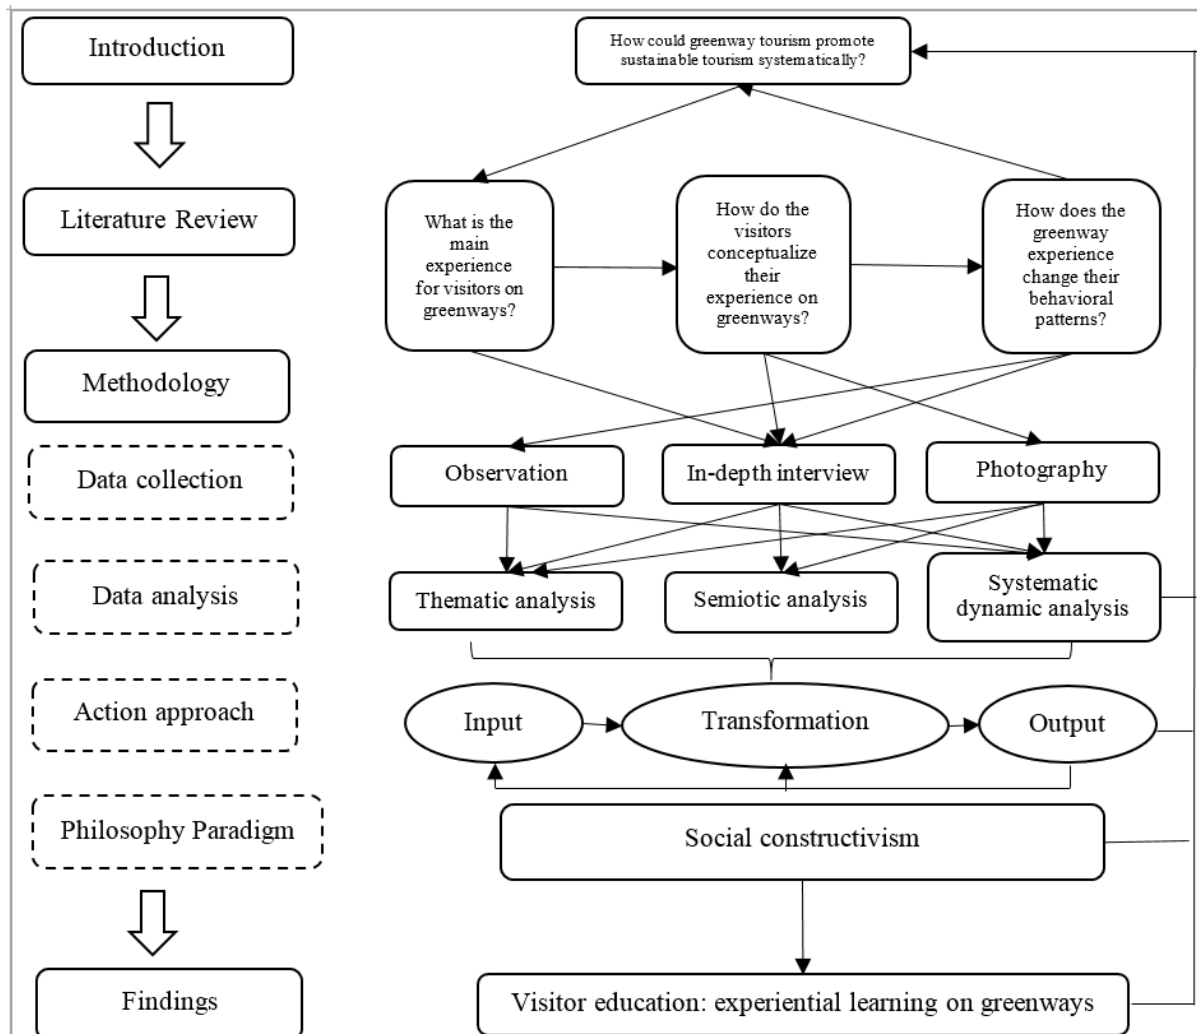 Introduction
How could greenway tourism promote
sustainable tourism systematically?
Literature Review
What is the
main
experience
for visitors on
greenways?
How do the
visitors
conceptualize
their
experience on
greenways?
How does the
greenway
experience
change their
behavioral
patterns?
Methodology
Data collection
Observation
In-depth interview
Photography
Data analysis
Thematic analysis
Semiotic analysis
Systematic
dynamic analysis
Action approach
Input
Transformation
Output
Philosophy Paradigm
Social constructivism
Findings
Visitor education: experiential learning on greenways